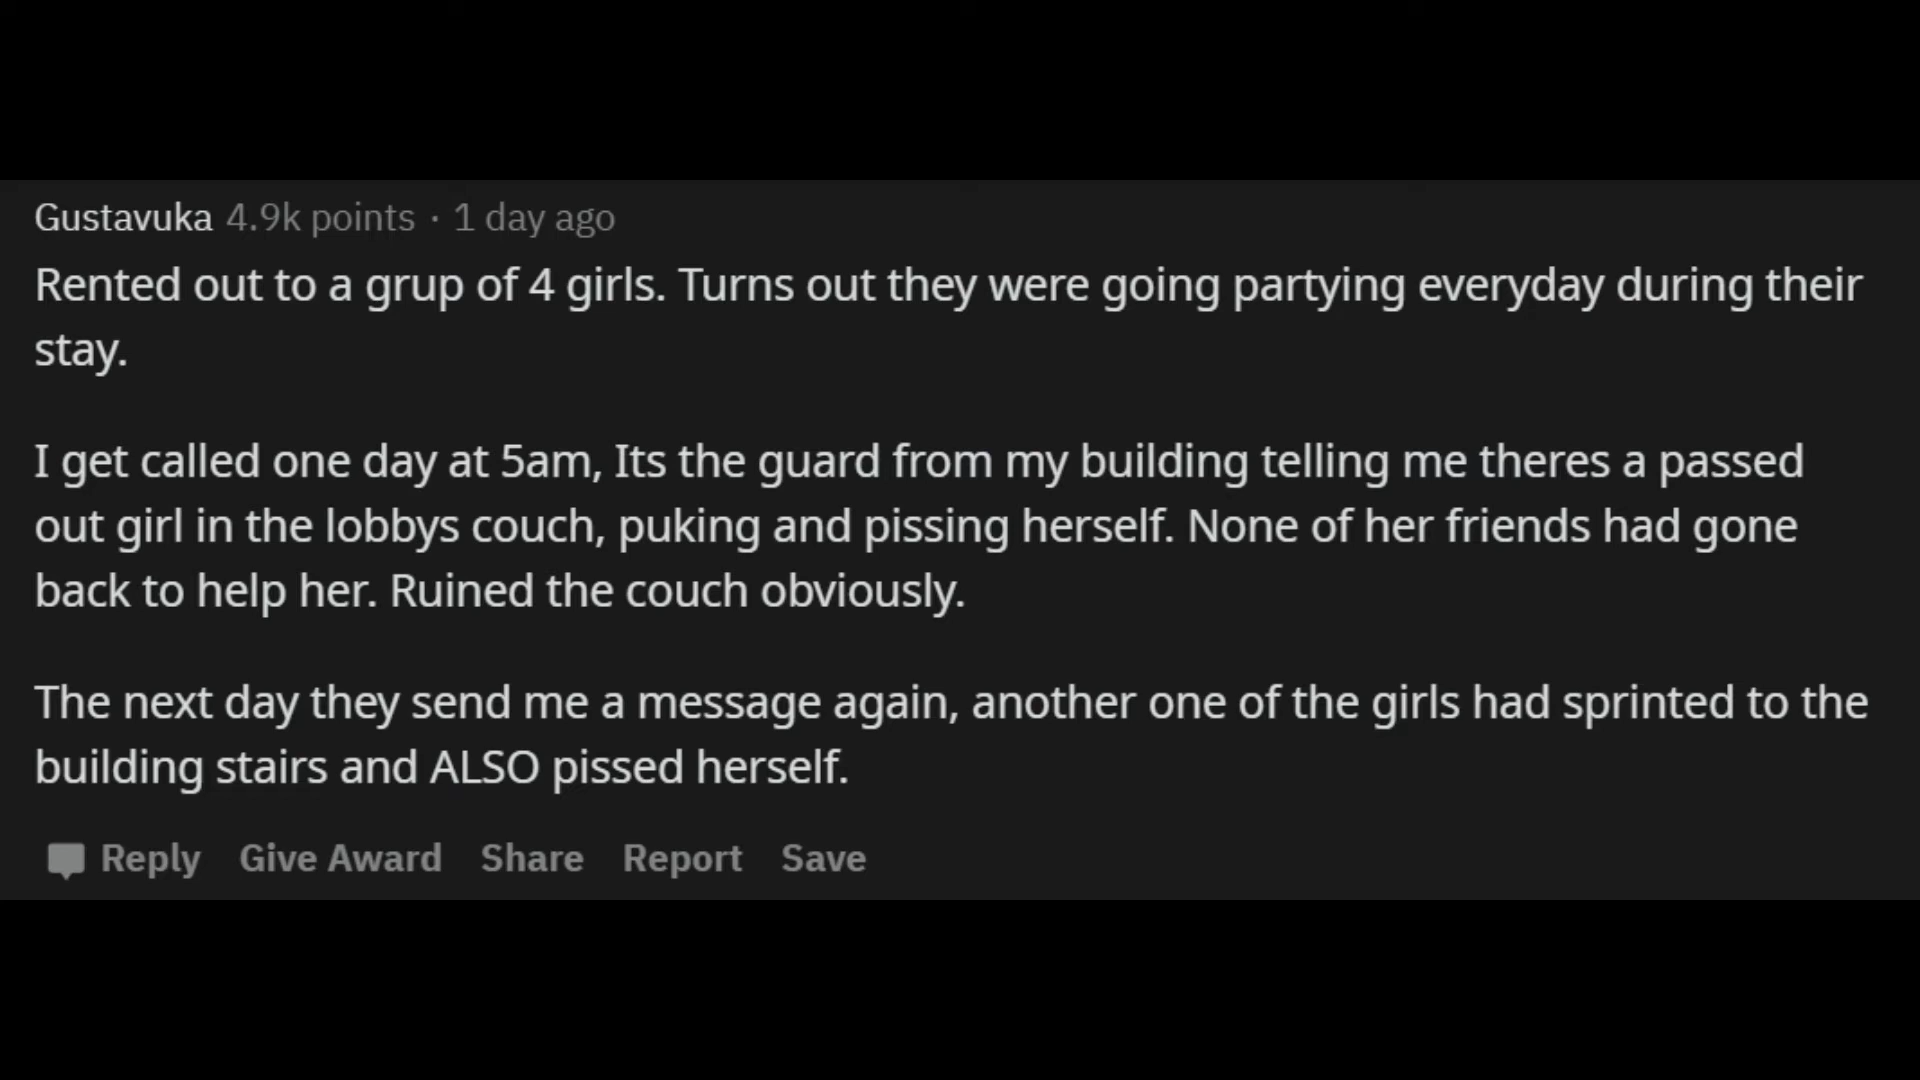 Gustavuka 4.9k points · 1 day ago
Rented out to a grup of 4 girls. Turns out they were going partying everyday during their
stay.
I get called one day at 5am, Its the guard from my building telling me theres a passed
out girl in the lobbys couch, puking and pissing herself. None of her friends had gone
back to help her. Ruined the couch obviously.
The next day they send me a message again, another one of the girls had sprinted to the
building stairs and ALSO pissed herself.
Reply Give Award Share Report Save